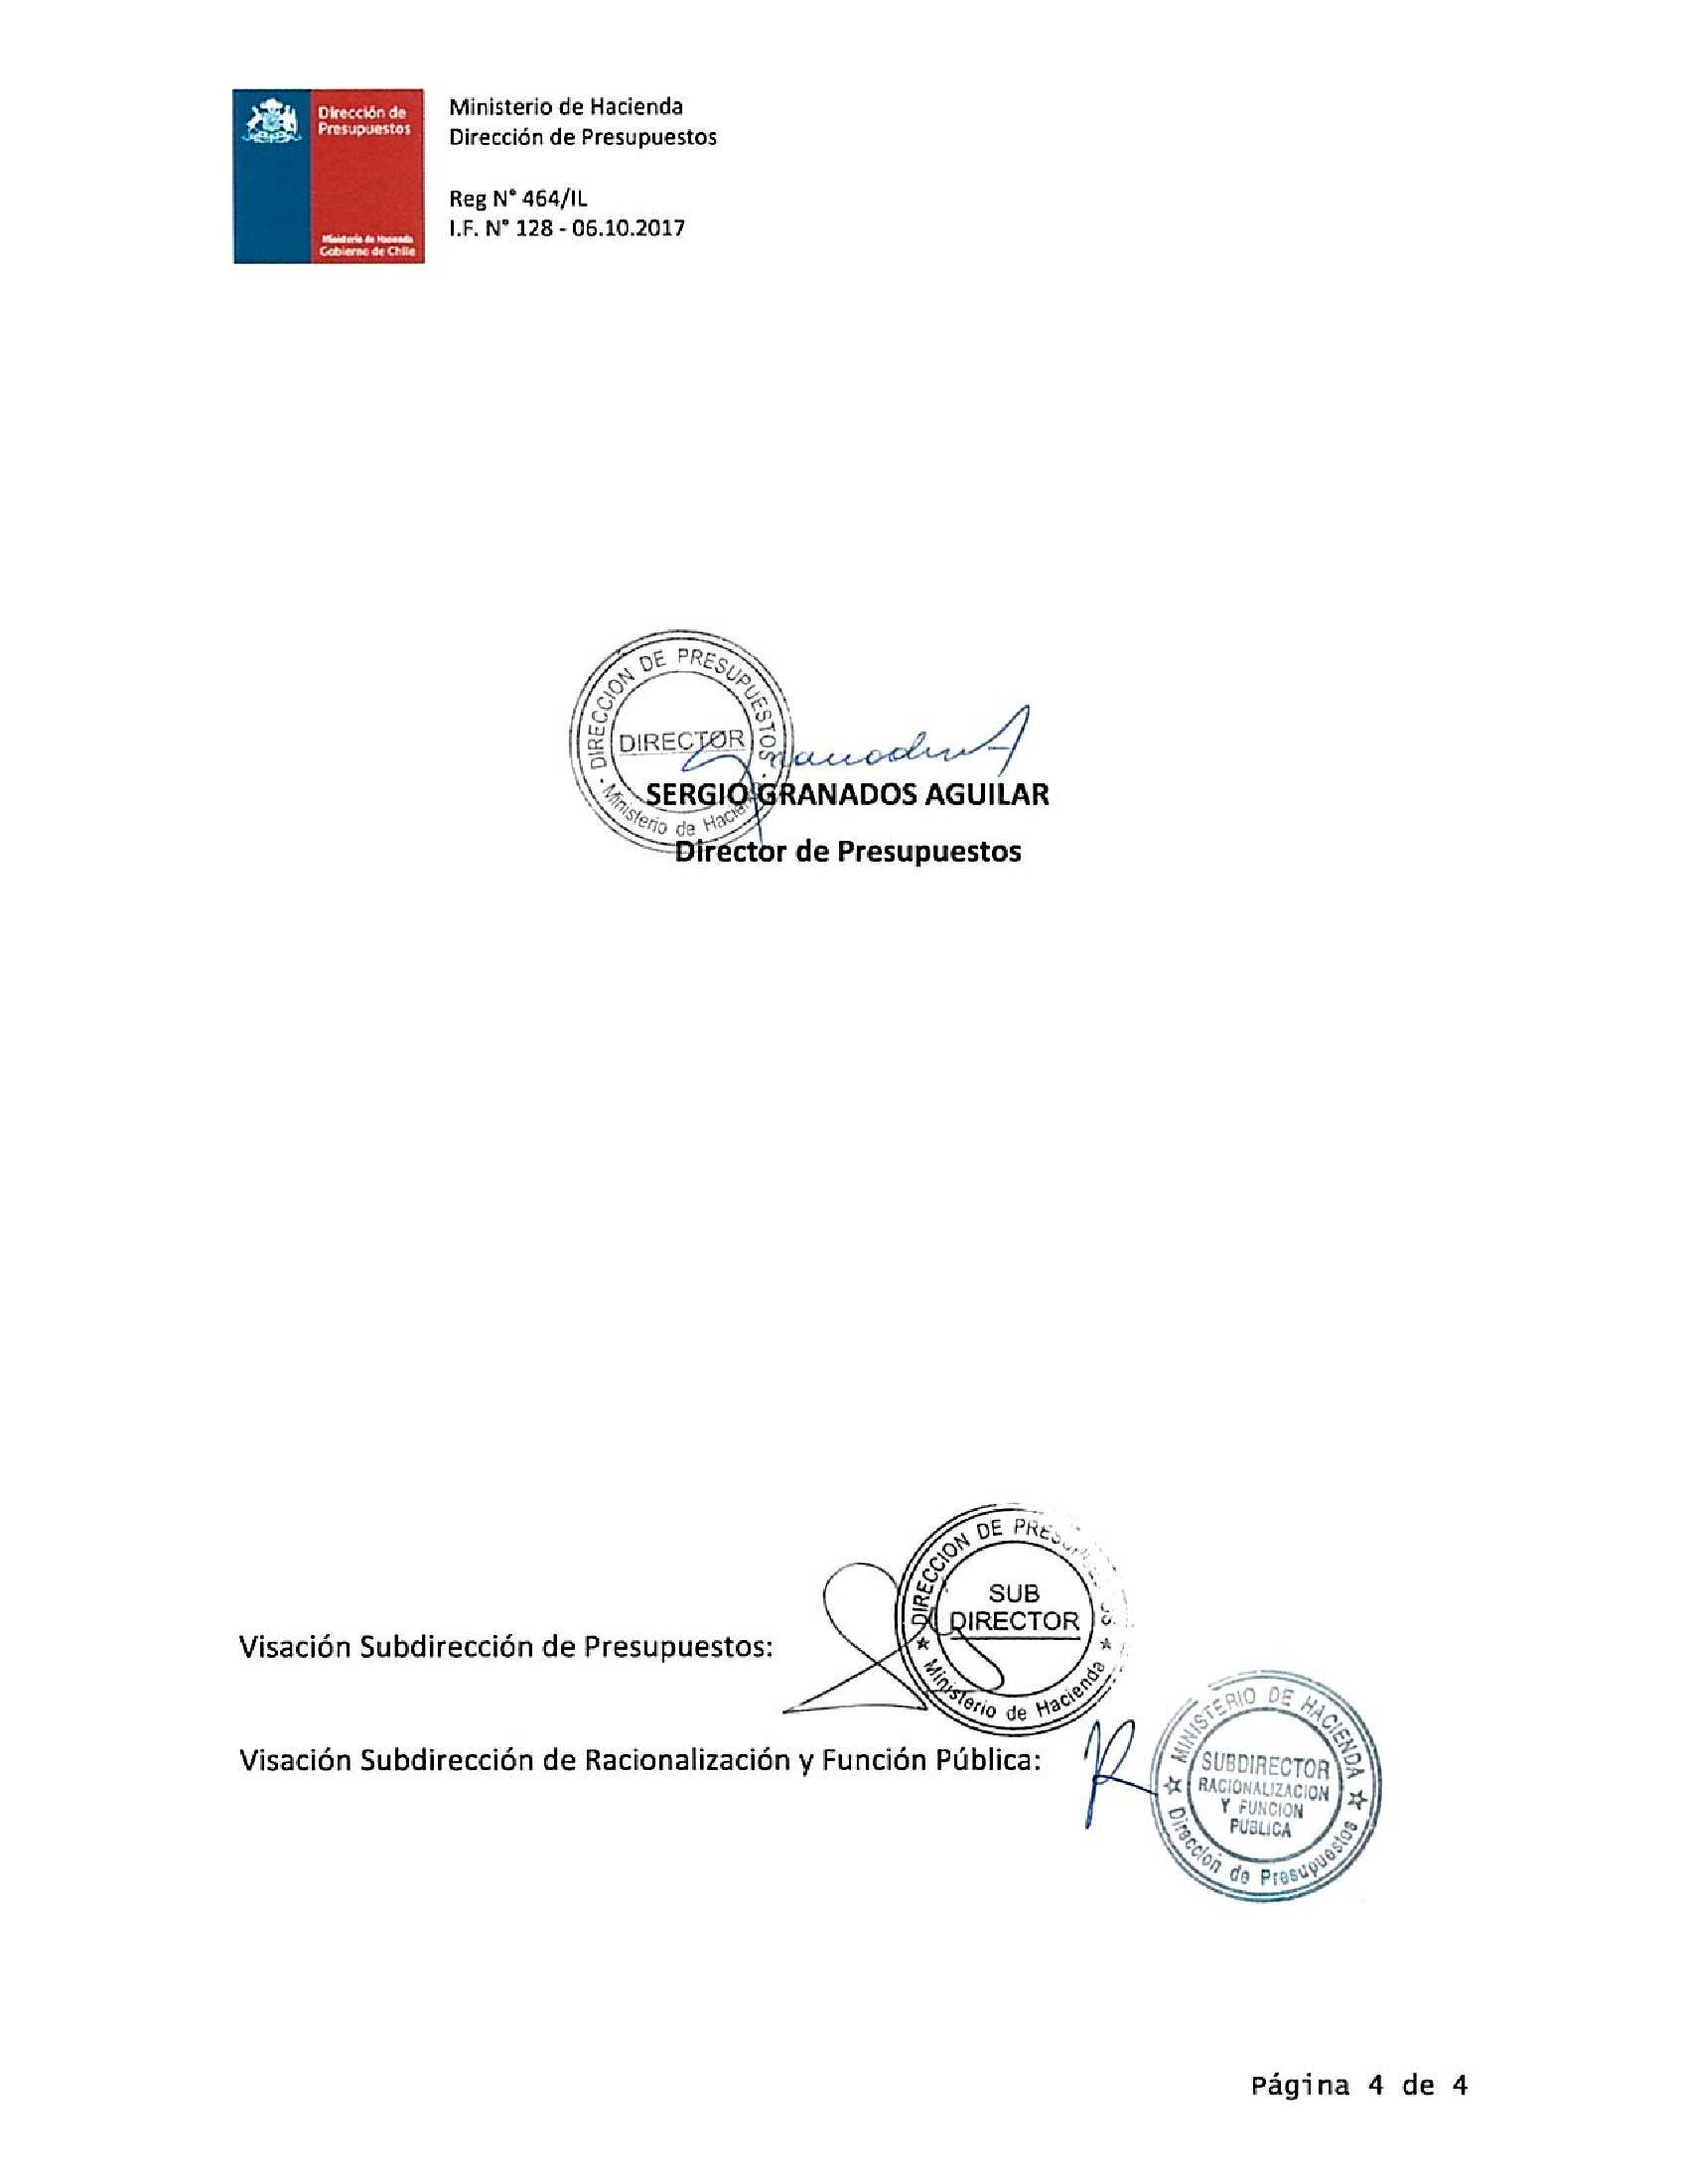 Dirección de
Presupuestos
Ministerio de Hacienda
Gobierno de Chile
Ministerio de Hacienda
Dirección de Presupuestos
Reg N° 464/IL
I.F. N° 128 - 06.10.2017
DIRECCION DE PRESUPUESTOS
DIRECTOR
Ministerio de Hacienda
SERGIO GRANADOS AGUILAR
Director de Presupuestos
DIRECCION DE
SUB
DIRECTOR
Ministerio de Hacienda
Visación Subdirección de Presupuestos:
Visación Subdirección de Racionalización y Función Pública:
MINISTERIO DE HACIENDA
SUBDIRECTOR
RACIONALIZACION
Y FUNCION
PUBLICA
Dirección de Presupuestos
Página 4 de 4